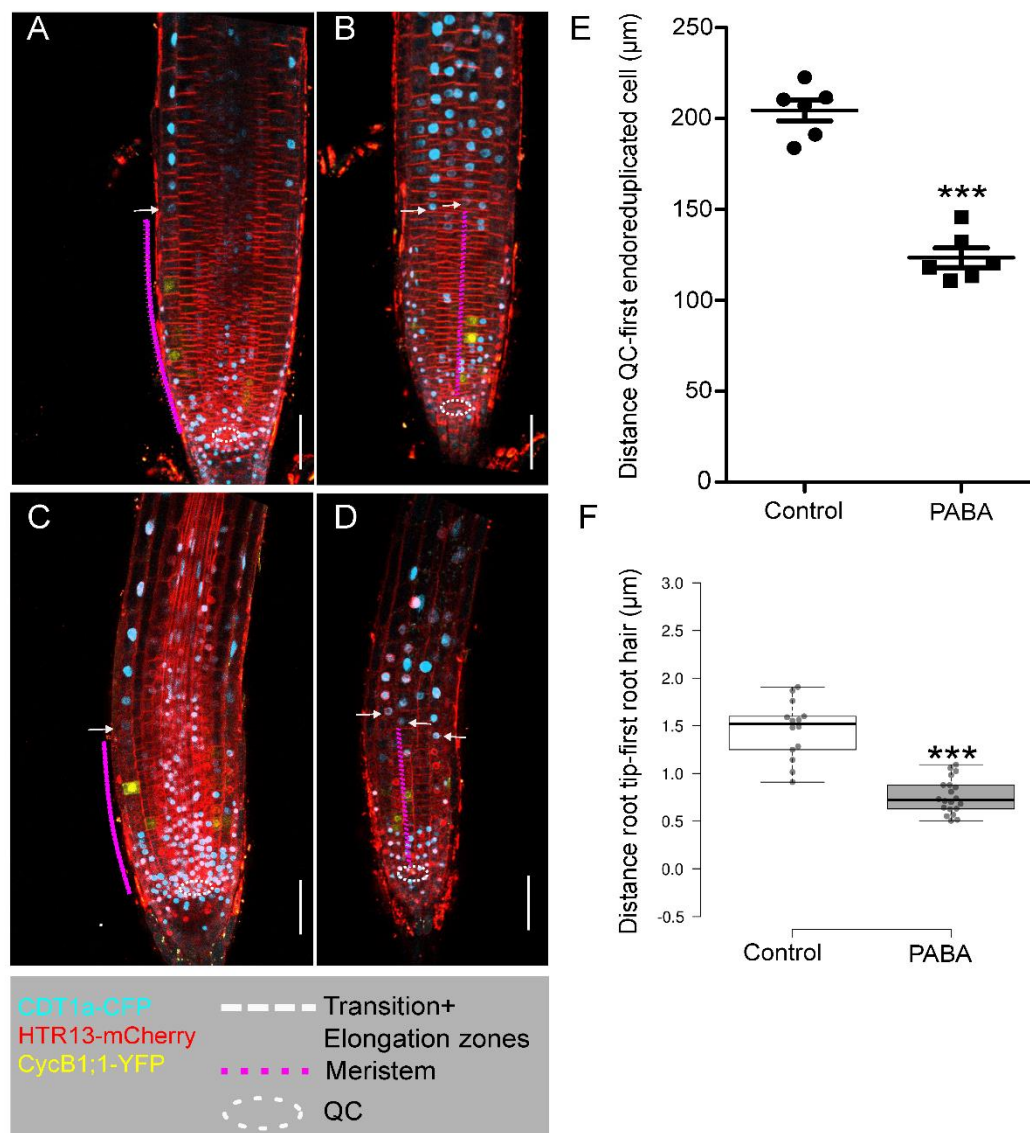 A
B
C
D
CDT1a-CFP
HTR13-mCherry
CycB1;1-YFP
Transition+
Elongation zones
Meristem
QC
E
Distance QC-first endoreduplicated cell (µm)
250
200
150
100
50
0
***
Control
PABA
F
Distance root tip-first root hair (µm)
3.0
2.5
2.0
1.5
1.0
0.5
0.0
-0.5
***
Control
PABA